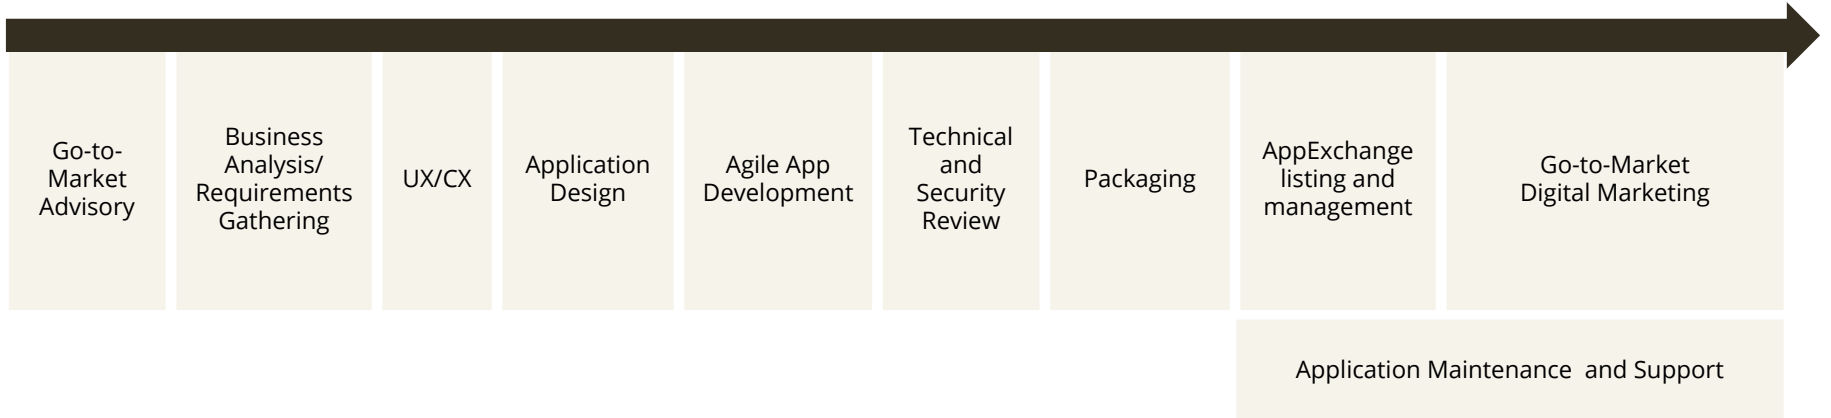 Go-to-
Market
Advisory
Business
Analysis/
Requirements
Gathering
UX/CX
Application
Design
Agile App
Development
Technical
and
Security
Review
Packaging
AppExchange
listing and
management
Go-to-Market
Digital Marketing
Application Maintenance  and Support